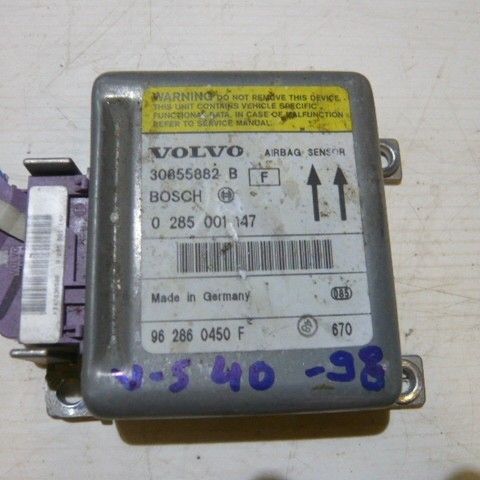 WARNING DO NOT REMOVE THIS DEVICE.
THIS UNIT CONTAINS VEHICLE SPECIFIC
FUNCTIONAL DATA. IN CASE OF MALFUNCTION
REFER TO SERVICE MANUAL.
VOLVO AIRBAG SENSOR
30855882 B F
BOSCH
0 285 001 147
Made in Germany 085
96 286 0450 F 49 670
V-S 40 -98